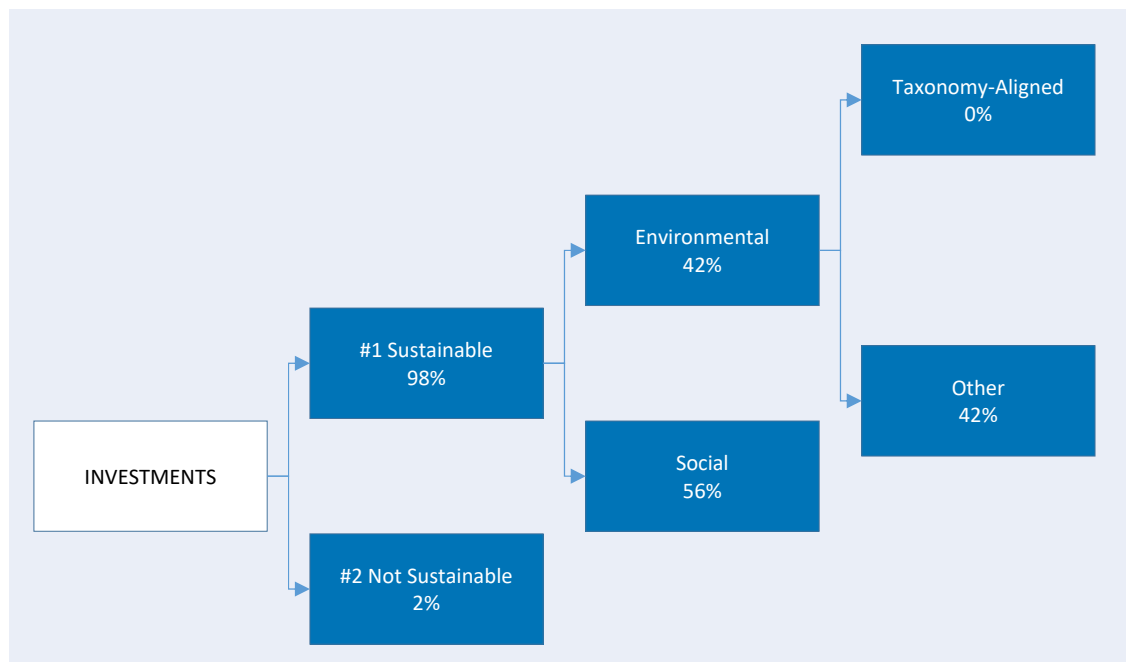 INVESTMENTS
#1 Sustainable
98%
#2 Not Sustainable
2%
Environmental
42%
Social
56%
Taxonomy-Aligned
0%
Other
42%